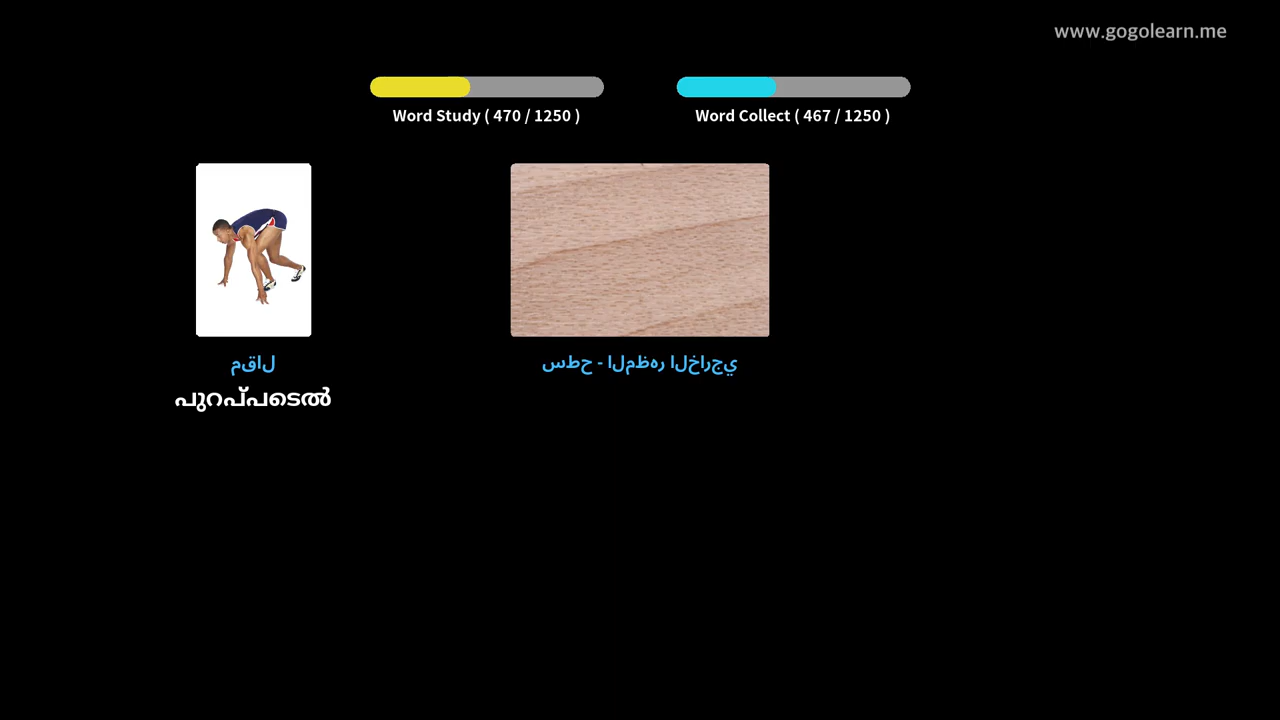 www.gogolearn.me
Word Study ( 470 / 1250 )
Word Collect ( 467 / 1250 )
مقال
سطح - المظهر الخارجي
പുറപ്പടെൽ